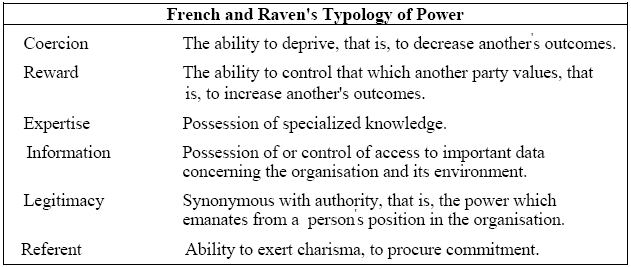 French and Raven's Typology of Power
Coercion The ability to deprive, that is, to decrease another's outcomes.
Reward The ability to control that which another party values, that
is, to increase another's outcomes.
Expertise Possession of specialized knowledge.
Information Possession of or control of access to important data
concerning the organisation and its environment.
Legitimacy Synonymous with authority, that is, the power which
emanates from a person's position in the organisation.
Referent Ability to exert charisma, to procure commitment.